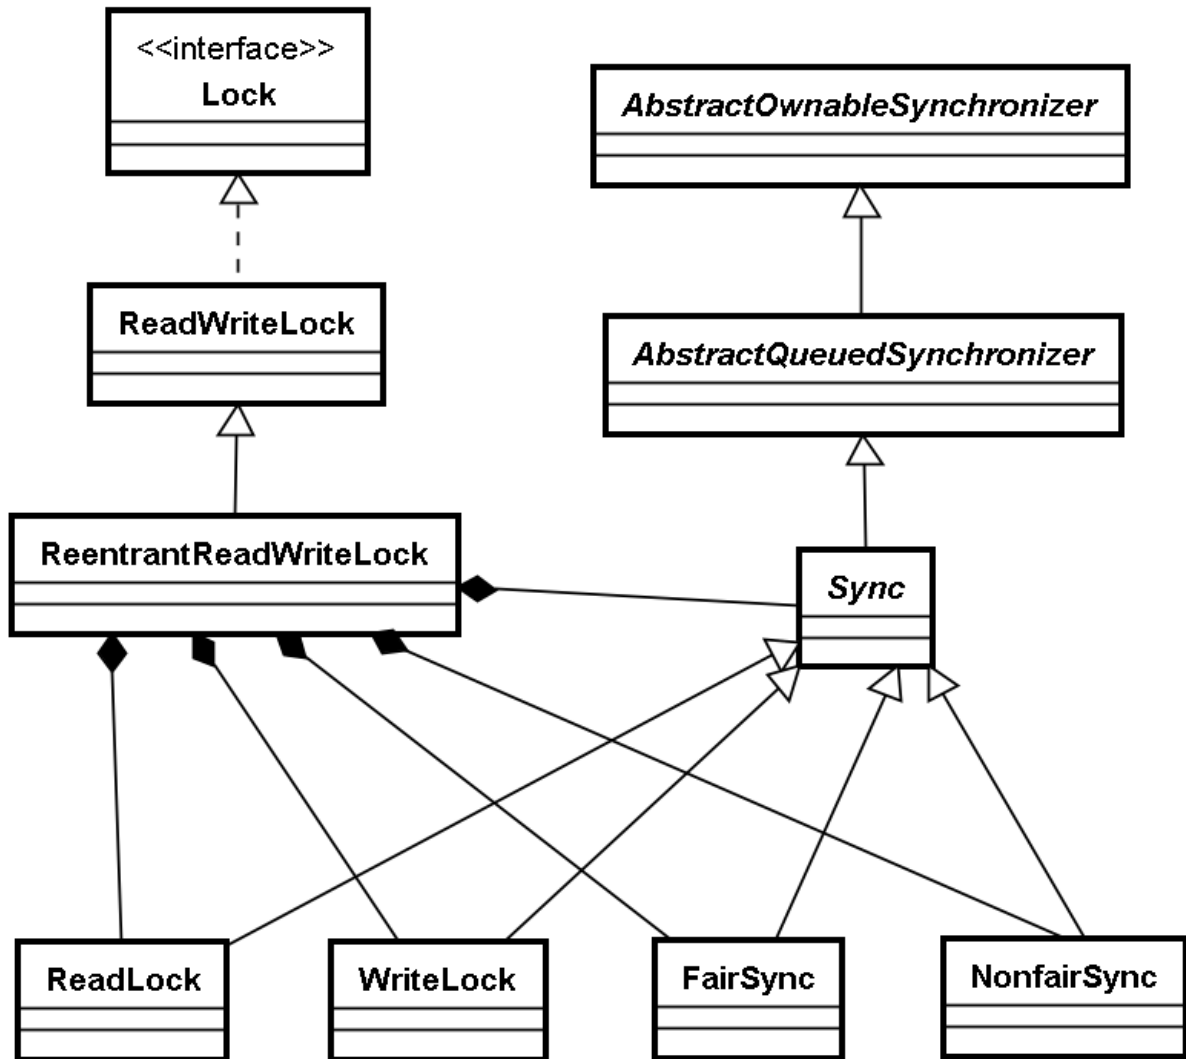 <<interface>>
Lock
AbstractOwnableSynchronizer
ReadWriteLock
AbstractQueuedSynchronizer
ReentrantReadWriteLock
Sync
ReadLock
WriteLock
FairSync
NonfairSync